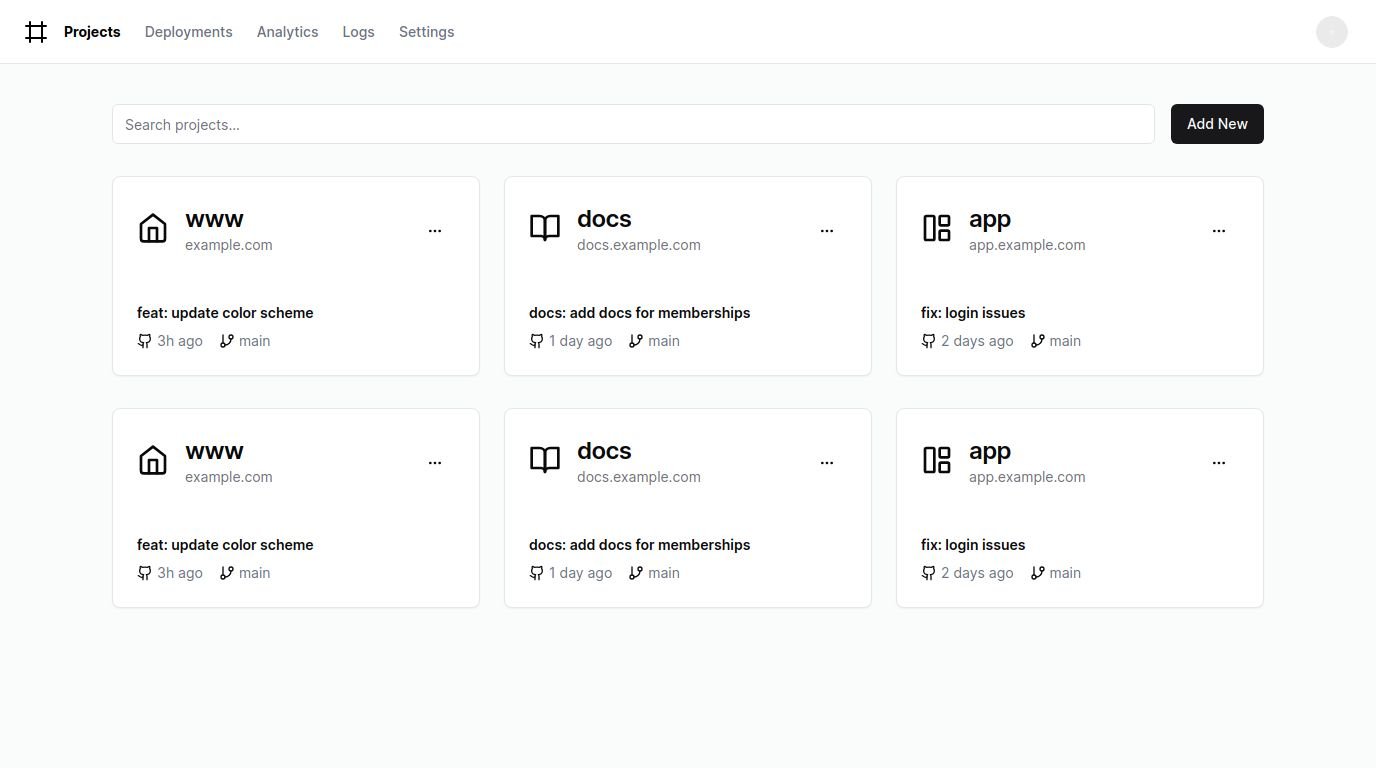 Projects Deployments Analytics Logs Settings
Search projects...
Add New
www
example.com
feat: update color scheme
3h ago main
docs
docs.example.com
docs: add docs for memberships
1 day ago main
app
app.example.com
fix: login issues
2 days ago main
www
example.com
feat: update color scheme
3h ago main
docs
docs.example.com
docs: add docs for memberships
1 day ago main
app
app.example.com
fix: login issues
2 days ago main